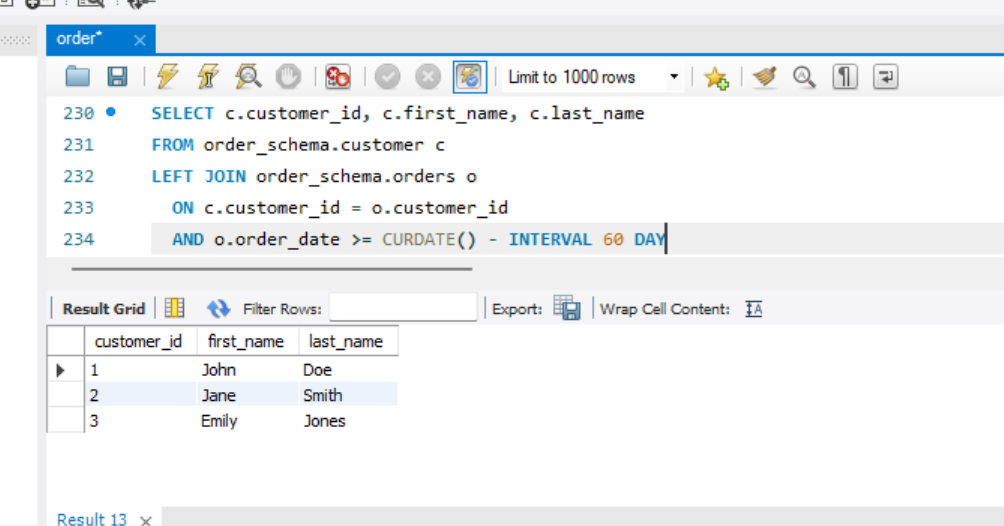 order*
Limit to 1000 rows
230 SELECT c.customer_id, c.first_name, c.last_name
231 FROM order_schema.customer c
232 LEFT JOIN order_schema.orders o
233 ON c.customer_id = o.customer_id
234 AND o.order_date >= CURDATE() - INTERVAL 60 DAY
Result Grid Filter Rows: Export: Wrap Cell Content: IA
customer_id first_name last_name
1 John Doe
2 Jane Smith
3 Emily Jones
Result 13